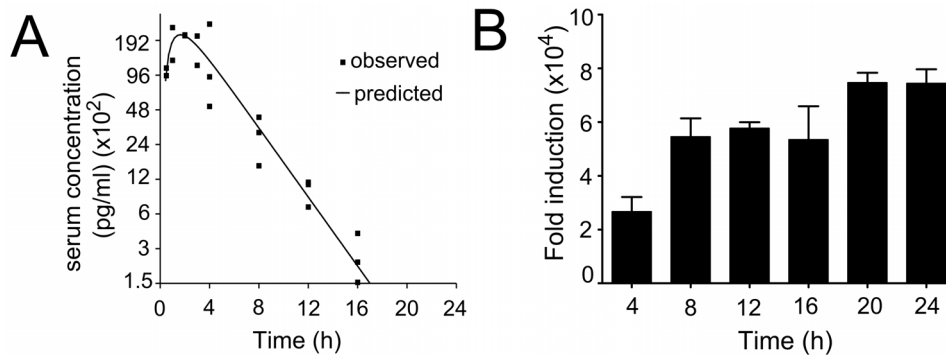 A
serum concentration
(pg/ml) (x10²)
192
96
48
24
12
6
3
1.5
0 4 8 12 16 20 24
Time (h)
observed
predicted
B
Fold induction (x10⁴)
10
8
6
4
2
0
4 8 12 16 20 24
Time (h)